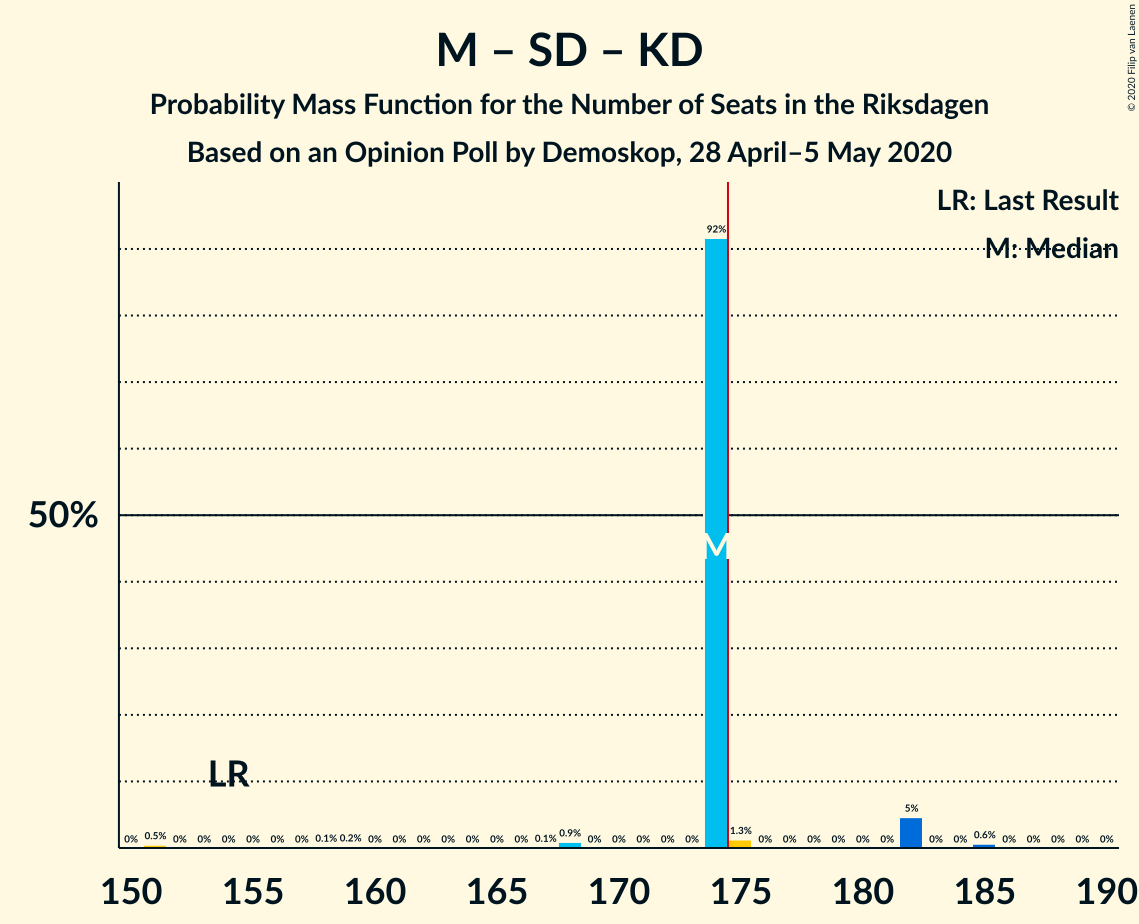 M – SD – KD
Probability Mass Function for the Number of Seats in the Riksdagen
Based on an Opinion Poll by Demoskop, 28 April–5 May 2020
© 2020 Filip van Laenen
LR: Last Result
M: Median
92%
50%
M
LR
5%
0% 0.5% 0% 0% 0% 0% 0% 0% 0.1% 0.2% 0% 0% 0% 0% 0% 0% 0% 0.1% 0.9% 0% 0% 0% 0% 0% 1.3% 0% 0% 0% 0% 0% 0% 0% 0% 0.6% 0% 0% 0% 0% 0%
150 155 160 165 170 175 180 185 190